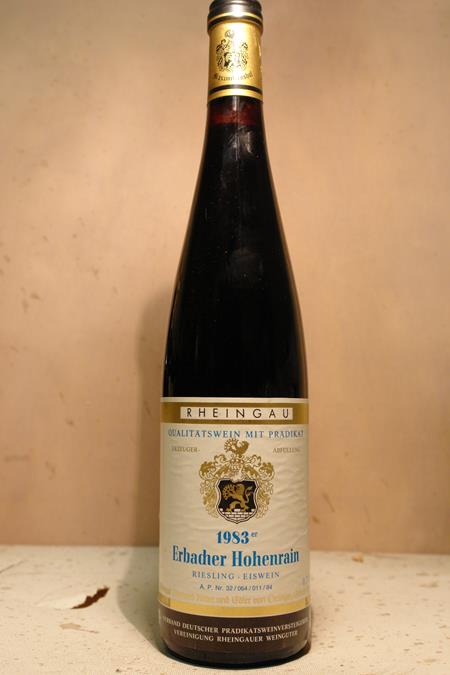 RHEINGAU
QUALITÄTSWEIN MIT PRÄDIKAT
ERZEUGER-
ABFÜLLUNG
1983er
Erbacher Hohenrain
RIESLING - EISWEIN
A. P. Nr. 32/064/011/84
VERBAND DEUTSCHER PRÄDIKATSWEINVERSTEIGERER
VEREINIGUNG RHEINGAUER WEINGÜTER